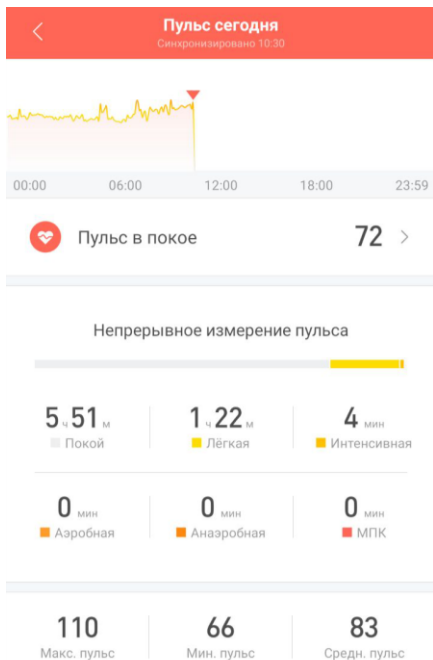 Пульс сегодня
Синхронизировано 10:30
00:00 06:00 12:00 18:00 23:59
Пульс в покое 72
Непрерывное измерение пульса
5 ч 51 м 1 ч 22 м 4 мин
Покой Лёгкая Интенсивная
0 мин 0 мин 0 мин
Аэробная Анаэробная МПК
110 66 83
Макс. пульс Мин. пульс Средн. пульс